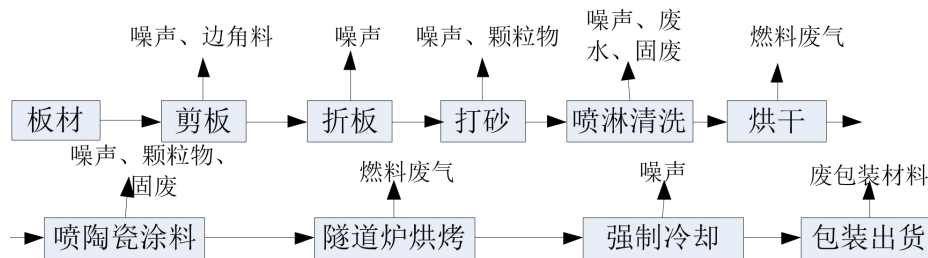 噪声、边角料
噪声
噪声、颗粒物
噪声、废
水、固废
燃料废气
板材
剪板
折板
打砂
喷淋清洗
烘干
噪声、颗粒物、
固废
燃料废气
噪声
废包装材料
喷陶瓷涂料
隧道炉烘烤
强制冷却
包装出货